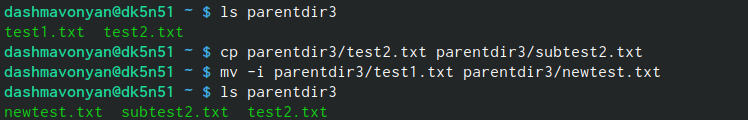 dashmavonyan@dk5n51 ~ $ ls parentdir3
test1.txt  test2.txt
dashmavonyan@dk5n51 ~ $ cp parentdir3/test2.txt parentdir3/subtest2.txt
dashmavonyan@dk5n51 ~ $ mv -i parentdir3/test1.txt parentdir3/newtest.txt
dashmavonyan@dk5n51 ~ $ ls parentdir3
newtest.txt  subtest2.txt  test2.txt